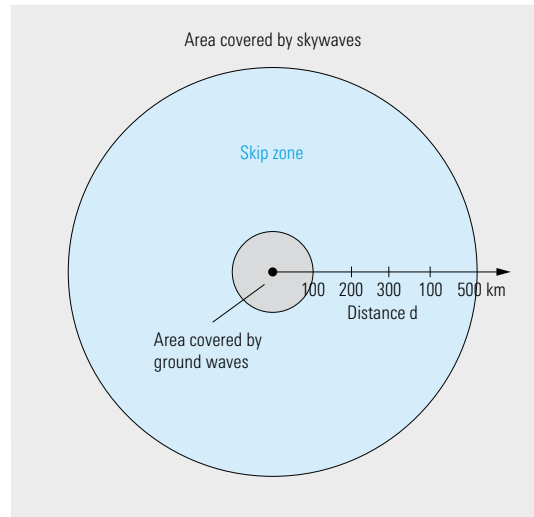 Area covered by skywaves
Skip zone
100 200 300 100 500 km
Distance d
Area covered by
ground waves